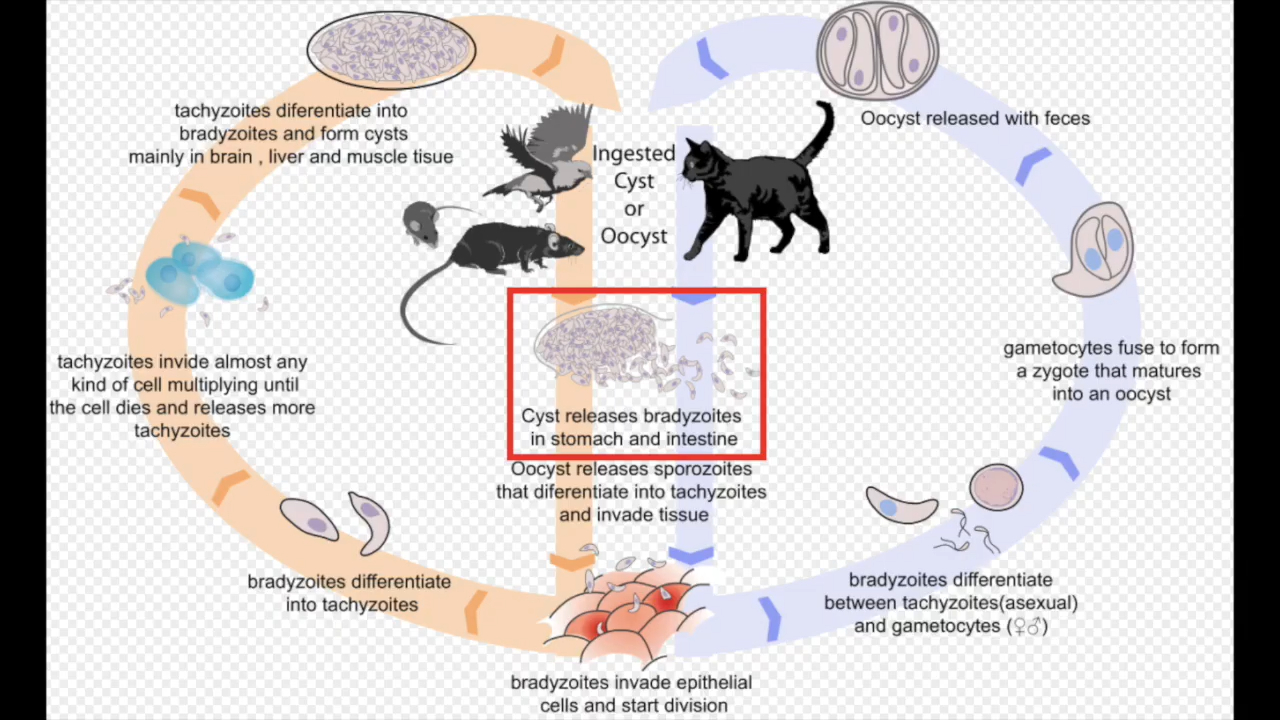 tachyzoites diferentiate into
bradyzoites and form cysts
mainly in brain , liver and muscle tisue
Oocyst released with feces
Ingested
Cyst
or
Oocyst
tachyzoites invide almost any
kind of cell multiplying until
the cell dies and releases more
tachyzoites
gametocytes fuse to form
a zygote that matures
into an oocyst
Cyst releases bradyzoites
in stomach and intestine
Oocyst releases sporozoites
that diferentiate into tachyzoites
and invade tissue
bradyzoites differentiate
into tachyzoites
bradyzoites differentiate
between tachyzoites(asexual)
and gametocytes (♀♂)
bradyzoites invade epithelial
cells and start division